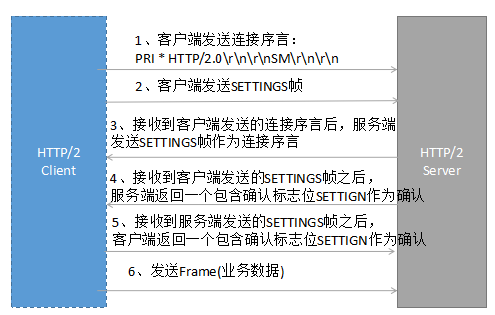 1、客户端发送连接序言：
PRI * HTTP/2.0\r\n\r\nSM\r\n\r\n
2、客户端发送SETTINGS帧
3、接收到客户端发送的连接序言后，服务端
发送SETTINGS帧作为连接序言
HTTP/2
Client
HTTP/2
Server
4、接收到客户端发送的SETTINGS帧之后，
服务端返回一个包含确认标志位SETTIGN作为确认
5、接收到服务端发送的SETTINGS帧之后，
客户端返回一个包含确认标志位SETTIGN作为确认
6、发送Frame(业务数据)